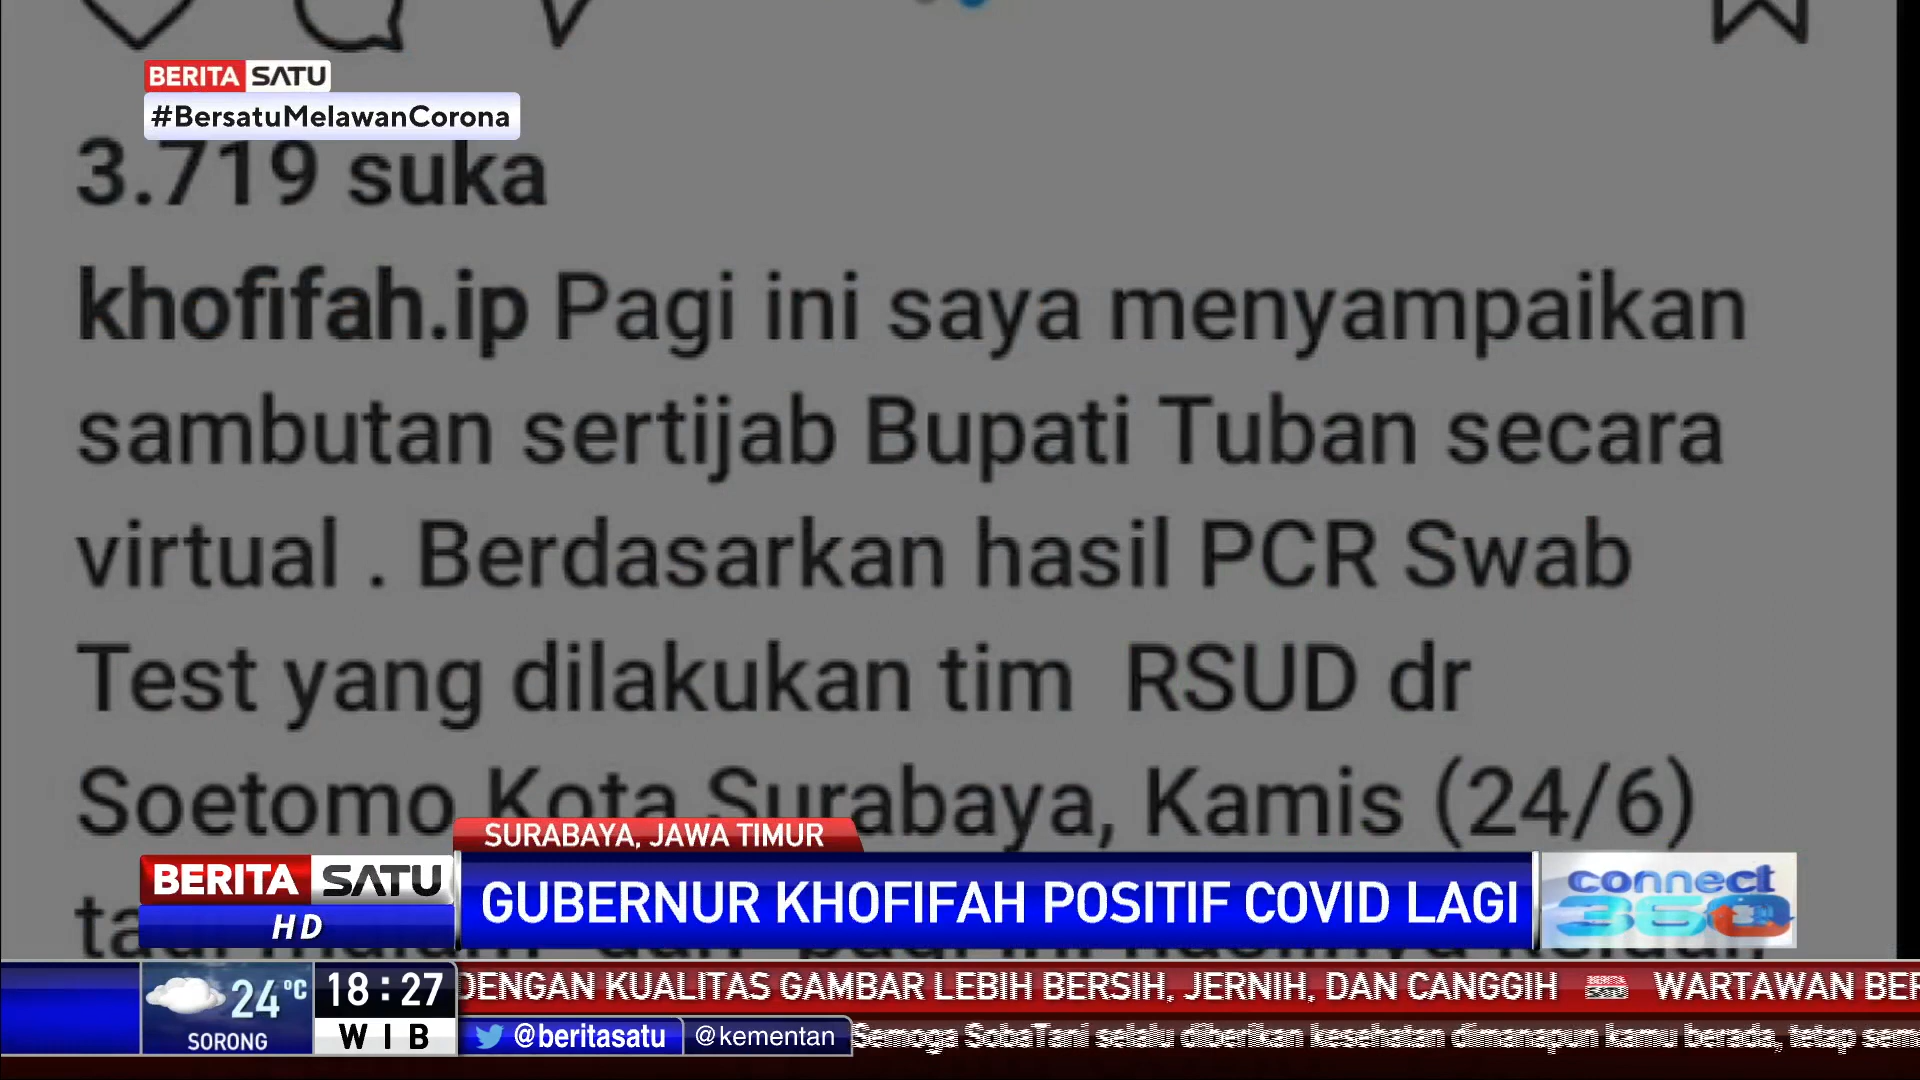 BERITA SATU
#BersatuMelawanCorona
3.719 suka
khofifah.ip Pagi ini saya menyampaikan
sambutan sertijab Bupati Tuban secara
virtual . Berdasarkan hasil PCR Swab
Test yang dilakukan tim RSUD dr
Soetomo Kota Surabaya, Kamis (24/6)
SURABAYA, JAWA TIMUR
BERITA SATU
HD
GUBERNUR KHOFIFAH POSITIF COVID LAGI
connect
360
24°C
SORONG
18:27
WIB
DENGAN KUALITAS GAMBAR LEBIH BERSIH, JERNIH, DAN CANGGIH
WARTAWAN
@beritasatu
@kementan
Semoga SobaTani selalu diberikan kesehatan dimanapun kamu berada, tetap